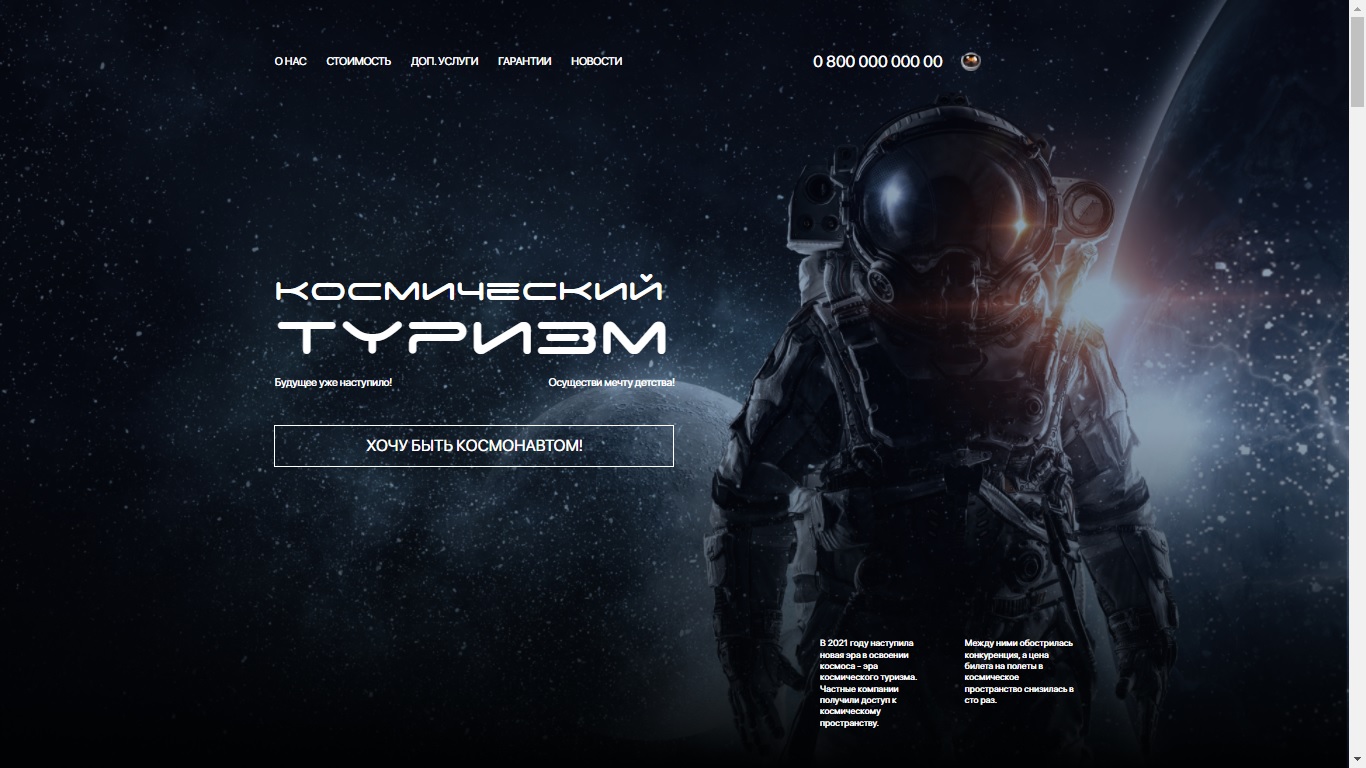 О НАС СТОИМОСТЬ ДОП. УСЛУГИ ГАРАНТИИ НОВОСТИ
0 800 000 000 00
КОСМИЧЕСКИЙ
ТУРИЗМ
Будущее уже наступило!
Осуществи мечту детства!
ХОЧУ БЫТЬ КОСМОНАВТОМ!
В 2021 году наступила
новая эра в освоении
космоса - эра
космического туризма.
Частные компании
получили доступ к
космическому
пространству.
Между ними обострилась
конкуренция, а цена
билета на полеты в
космическое
пространство снизилась в
сто раз.